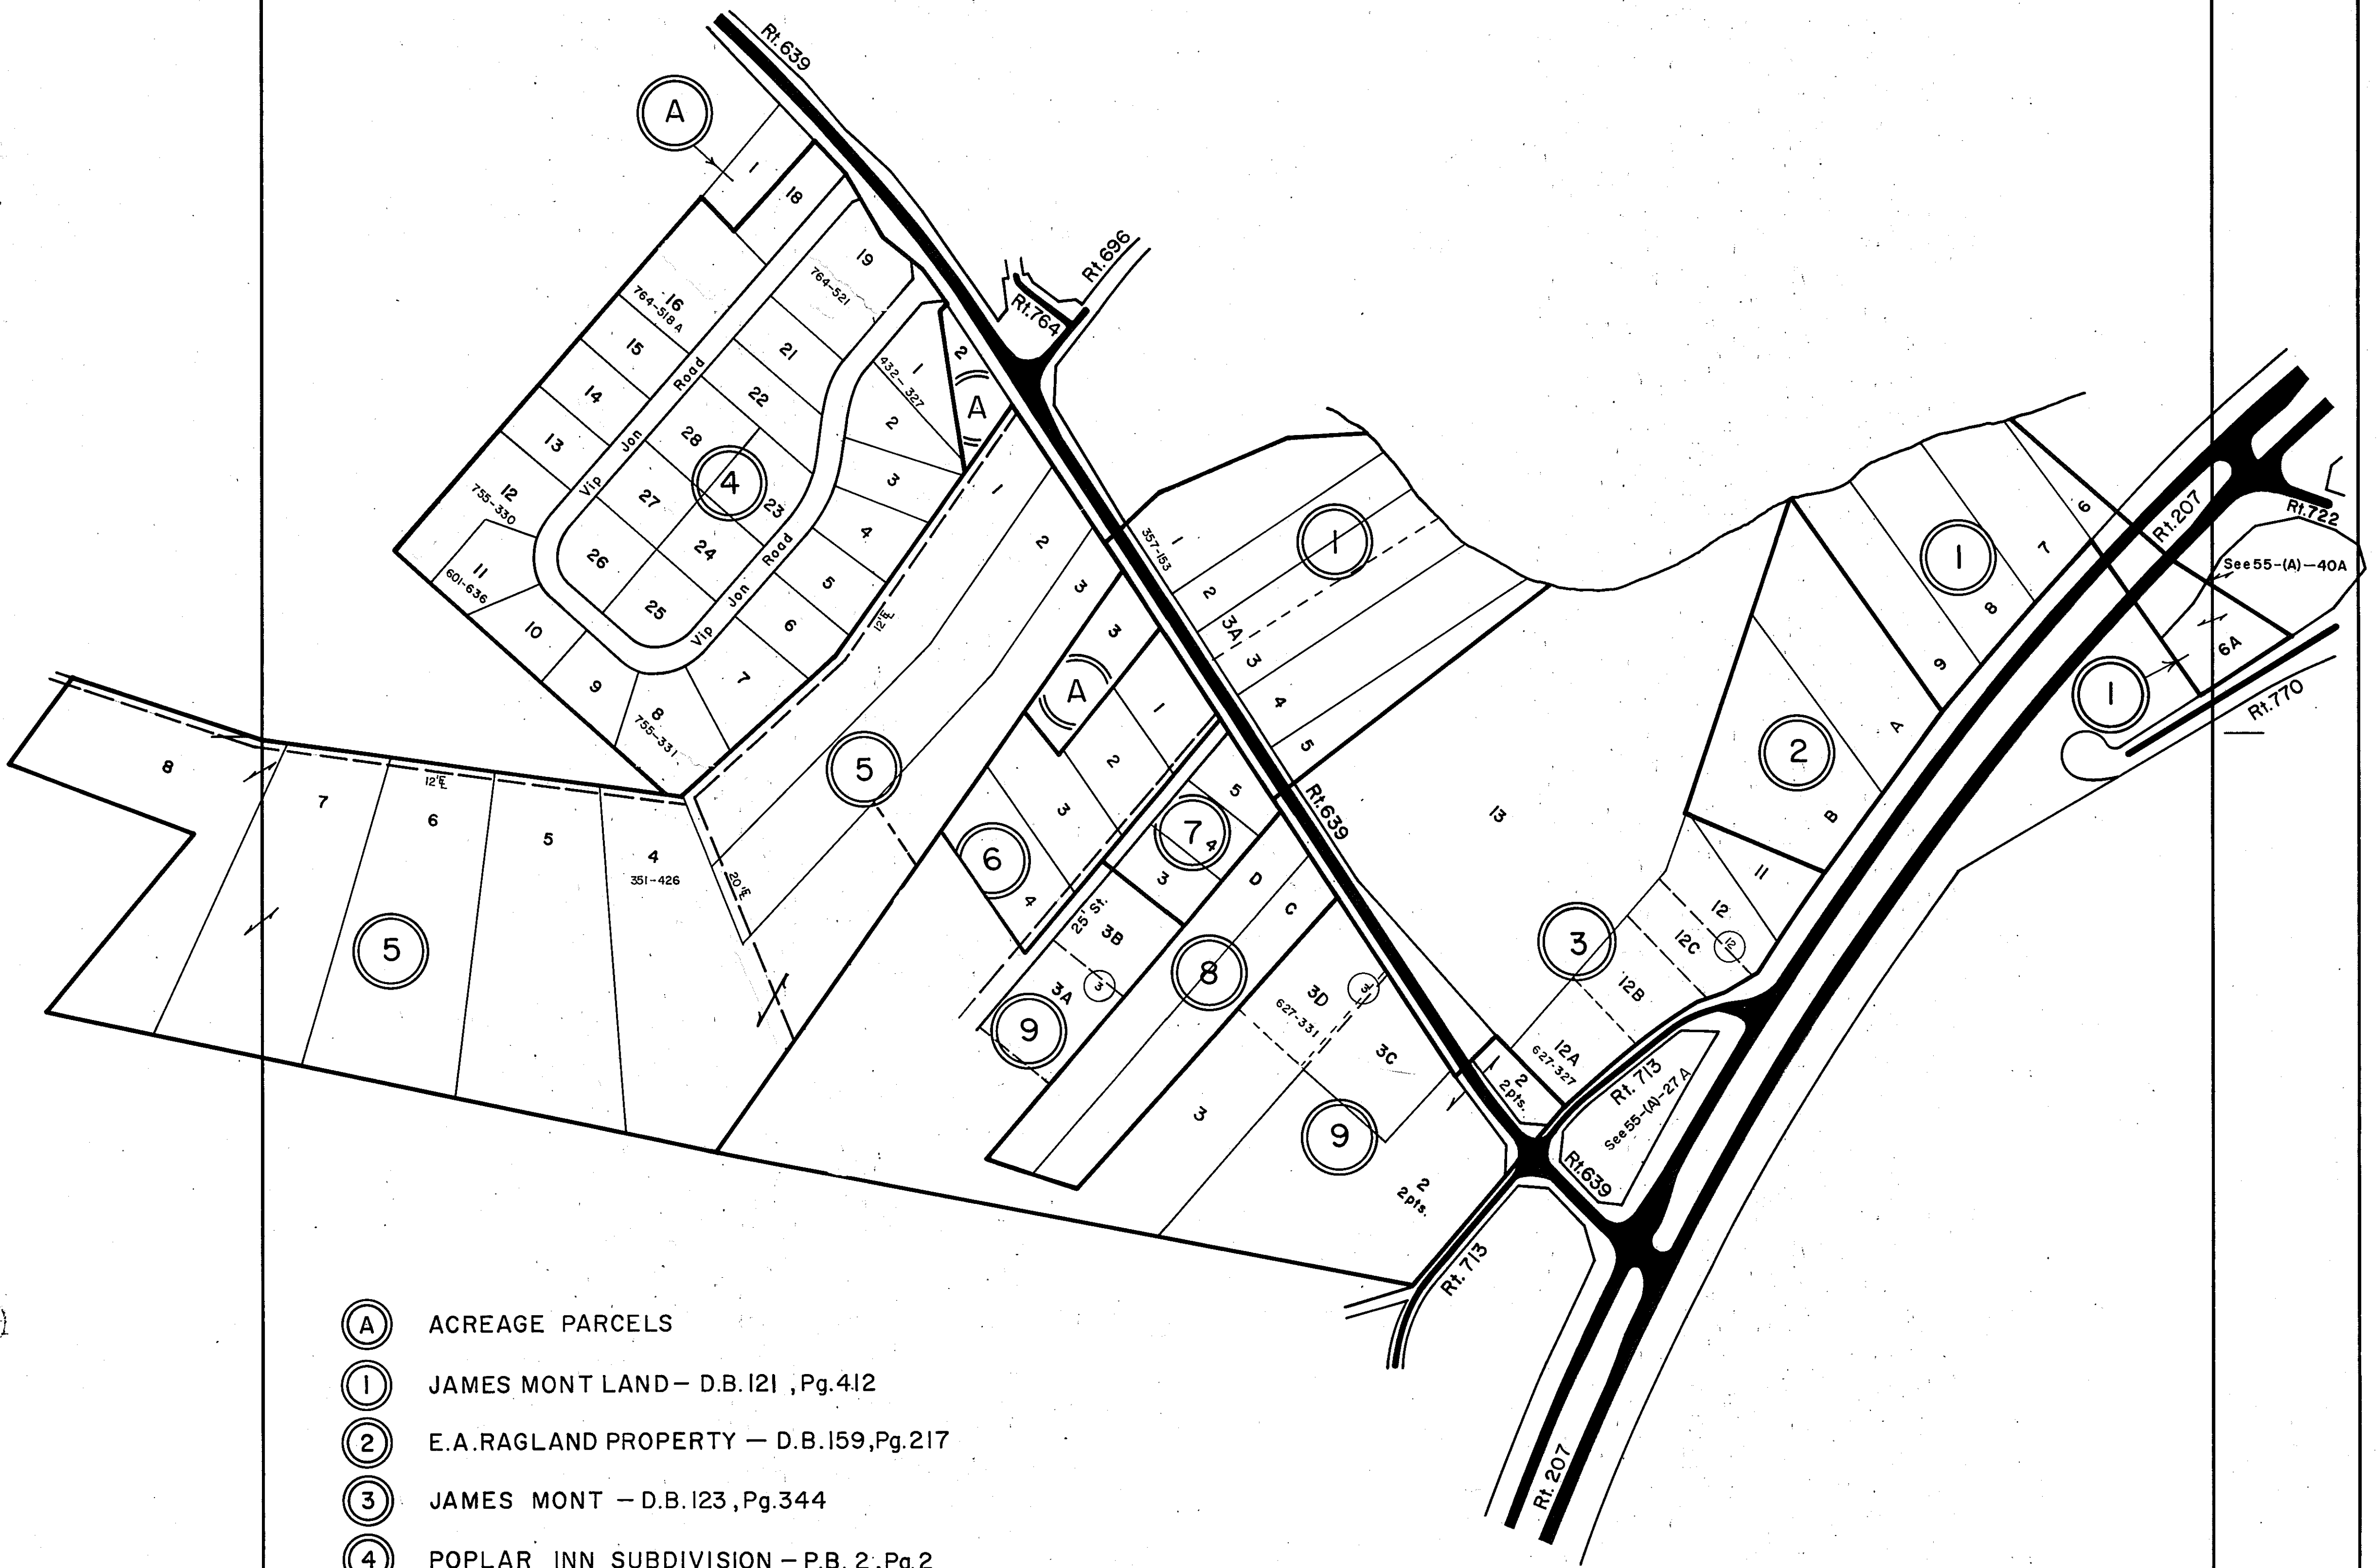 Rt.639
A
1
18
19
764-521
16
764-518 A
15
14
13
12
755-330
11
601-636
10
9
8
755-331
7
6
5
4
3
2
1
432-327
21
22
28
4
23
27
24
26
25
Vip Jon Road
Vip Jon Road
2
A
Rt.764
Rt.696
1
2
3
12'E
5
20'E
8
7
12'E
6
5
4
351-426
5
3
A
1
2
3
4
6
25' St.
7
5
4
3
D
C
8
3B
3A
3
9
3D
627-331
3
3C
3
9
2
2pts.
1
357-153
2
3A
3
4
5
1
Rt.639
13
3
11
12
12C
12
12B
12A
627-327
1
2
2pts.
Rt. 713
See 55-(A)-27A
Rt.639
Rt. 713
Rt.207
2
A
B
1
6
7
8
9
Rt.207
Rt.722
See 55-(A)-40A
6A
1
Rt.770
A ACREAGE PARCELS
1 JAMES MONT LAND- D.B.121 ,Pg.412
2 E.A.RAGLAND PROPERTY - D.B.159,Pg.217
3 JAMES MONT - D.B.123,Pg.344
4 POPLAR INN SUBDIVISION - P.B. 2,Pg.2